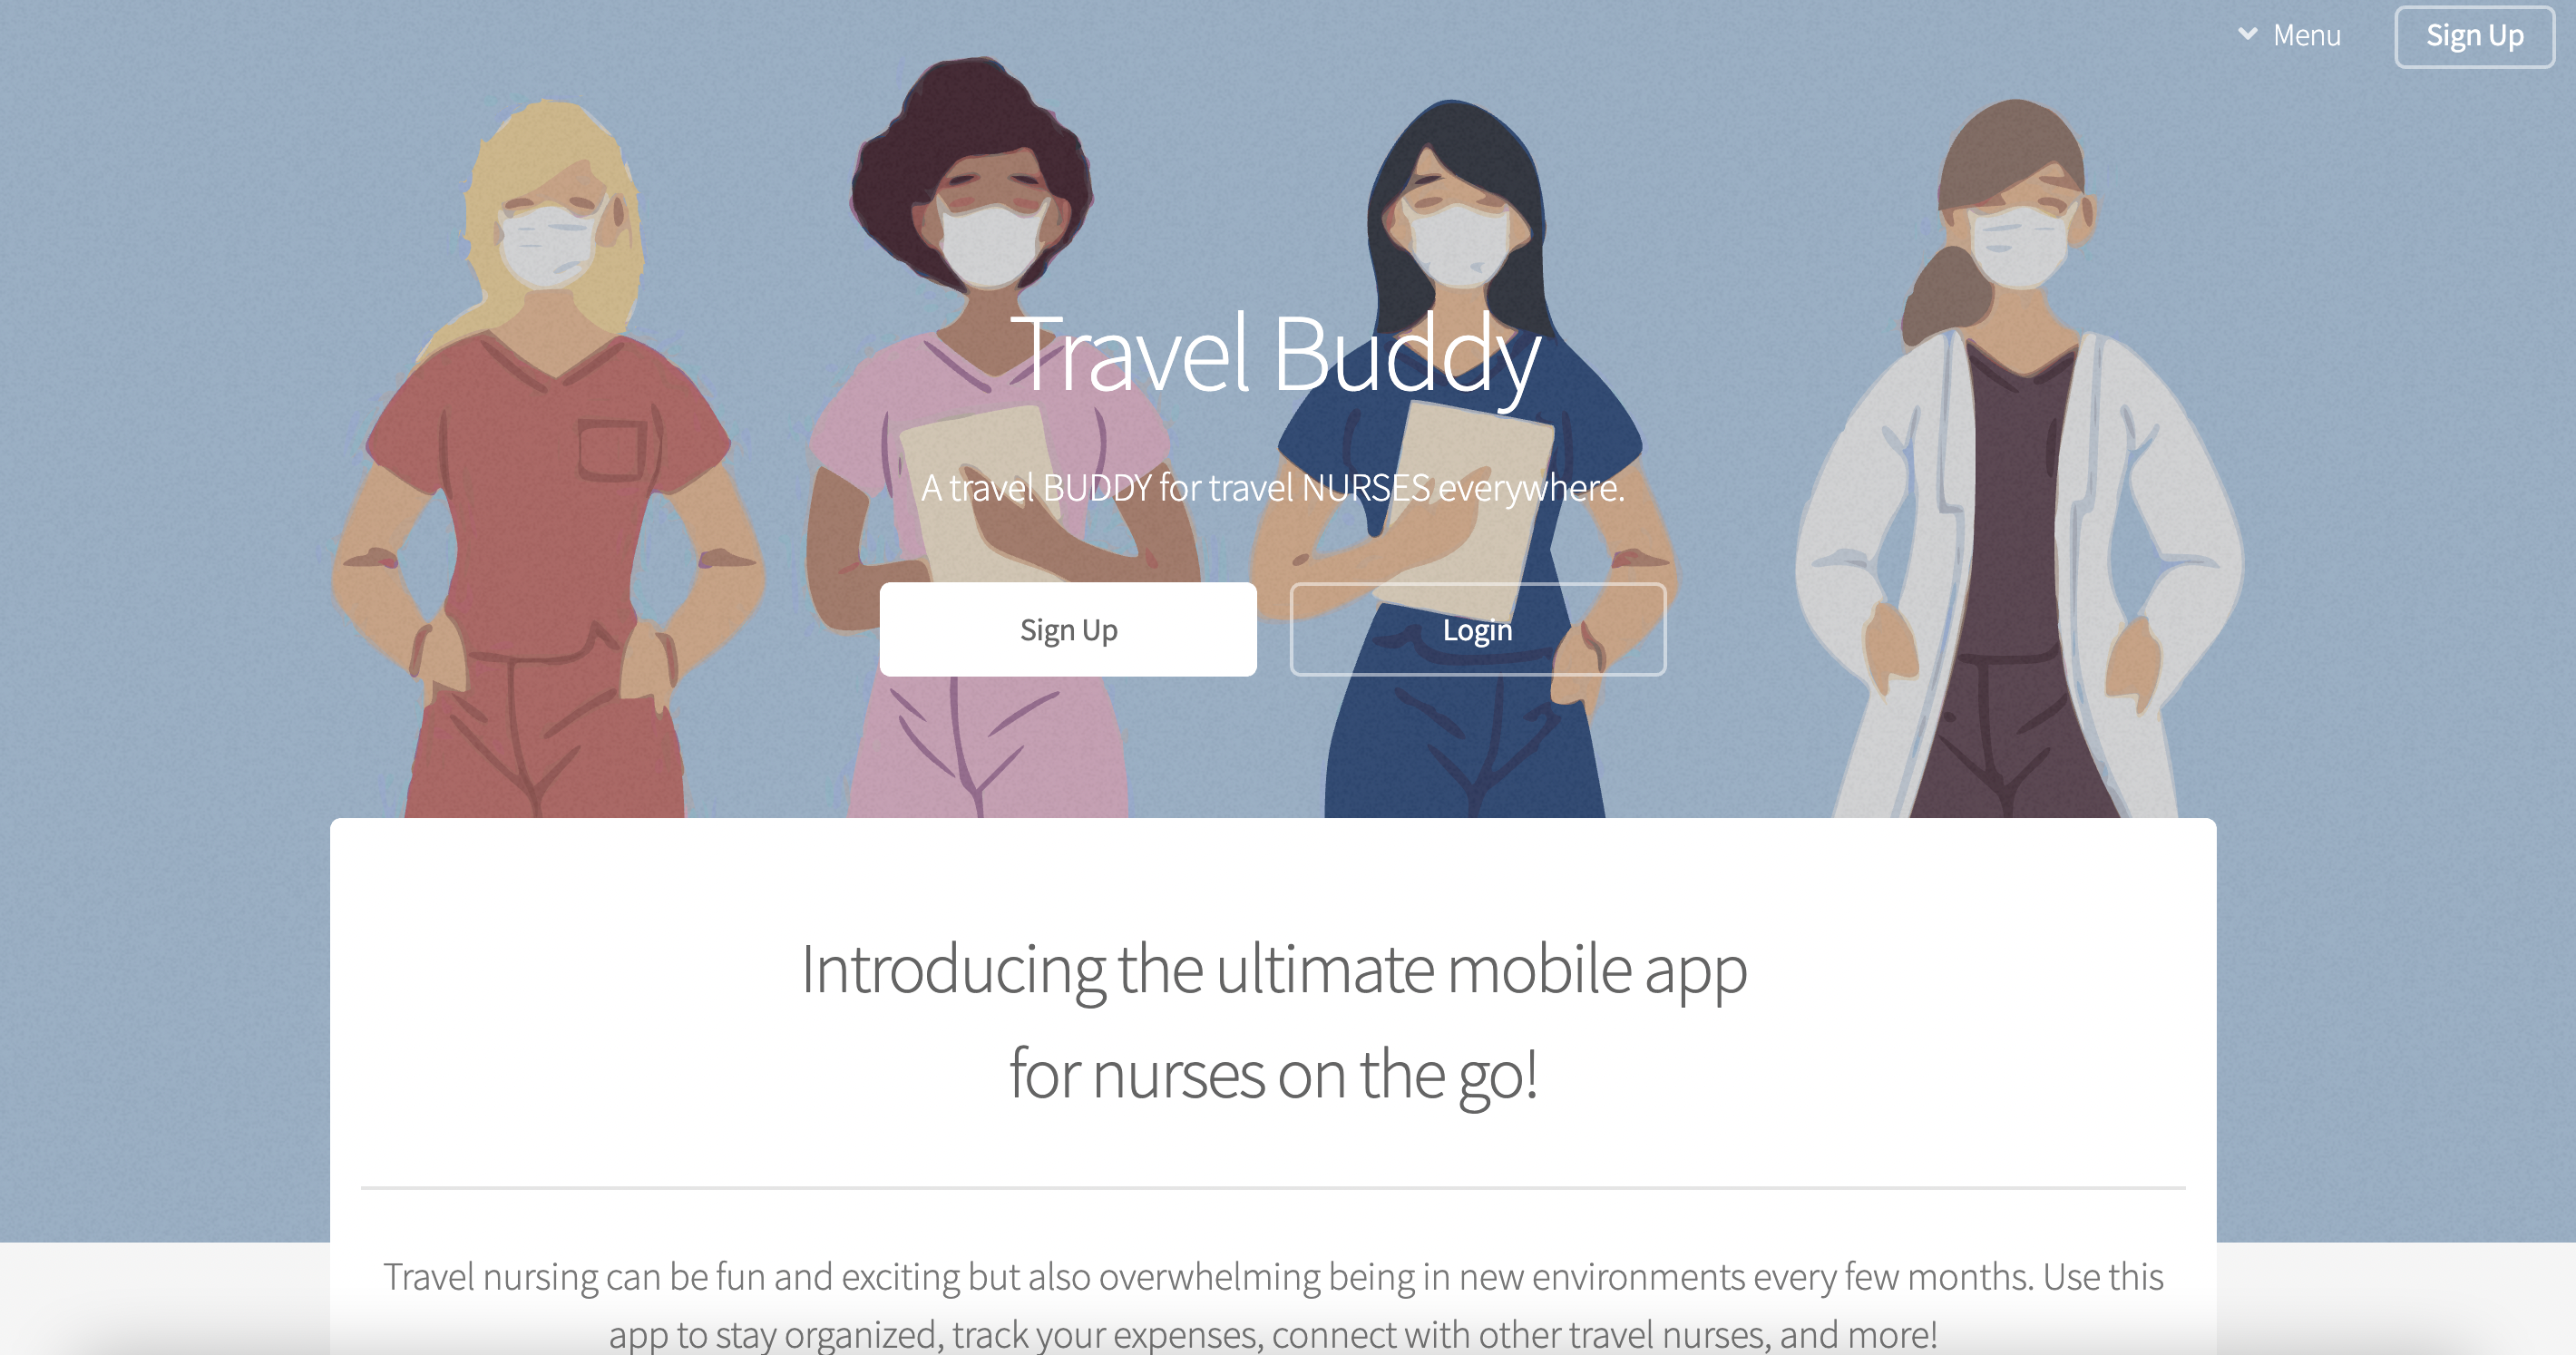 Menu
Sign Up
Travel Buddy
A travel BUDDY for travel NURSES everywhere.
Sign Up
Login
Introducing the ultimate mobile app
for nurses on the go!
Travel nursing can be fun and exciting but also overwhelming being in new environments every few months. Use this
app to stay organized, track your expenses, connect with other travel nurses, and more!